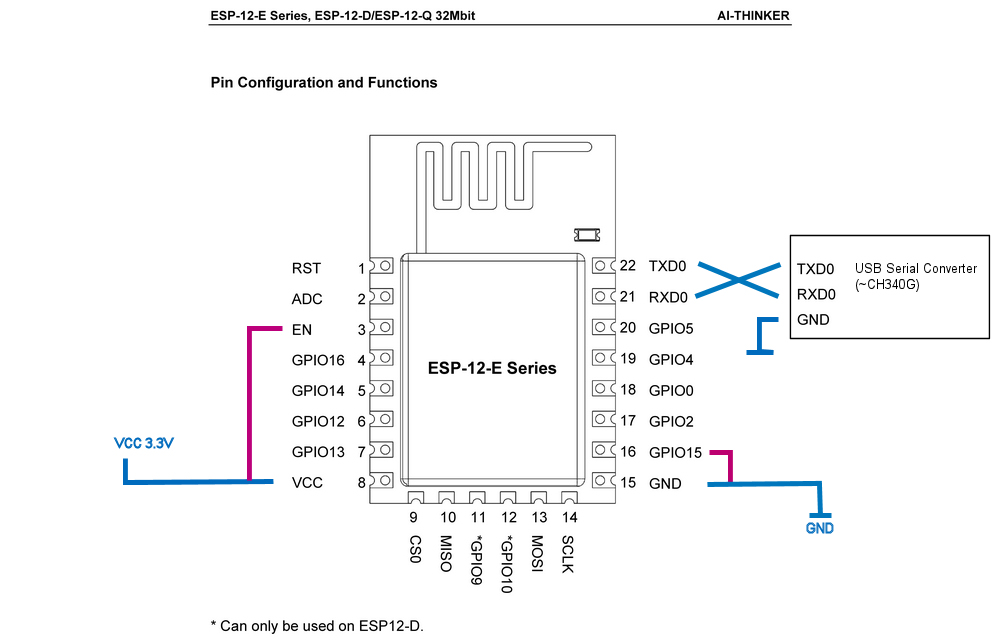 ESP-12-E Series, ESP-12-D/ESP-12-Q 32Mbit AI-THINKER
Pin Configuration and Functions
RST 1
ADC 2
EN 3
GPIO16 4
GPIO14 5
GPIO12 6
GPIO13 7
VCC 8
VCC 3.3V
ESP-12-E Series
22 TXD0
21 RXD0
20 GPIO5
19 GPIO4
18 GPIO0
17 GPIO2
16 GPIO15
15 GND
TXD0
RXD0
GND
USB Serial Converter
(~CH340G)
GND
9 10 11 12 13 14
CS0
MISO
*GPIO9
*GPIO10
MOSI
SCLK
* Can only be used on ESP12-D.